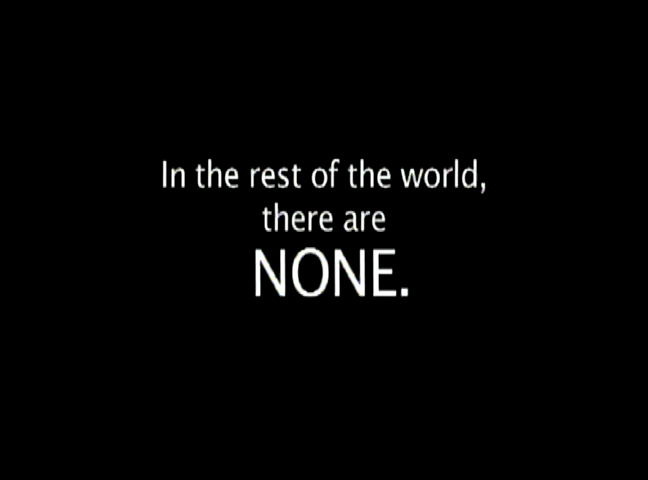 In the rest of the world,
there are
NONE.